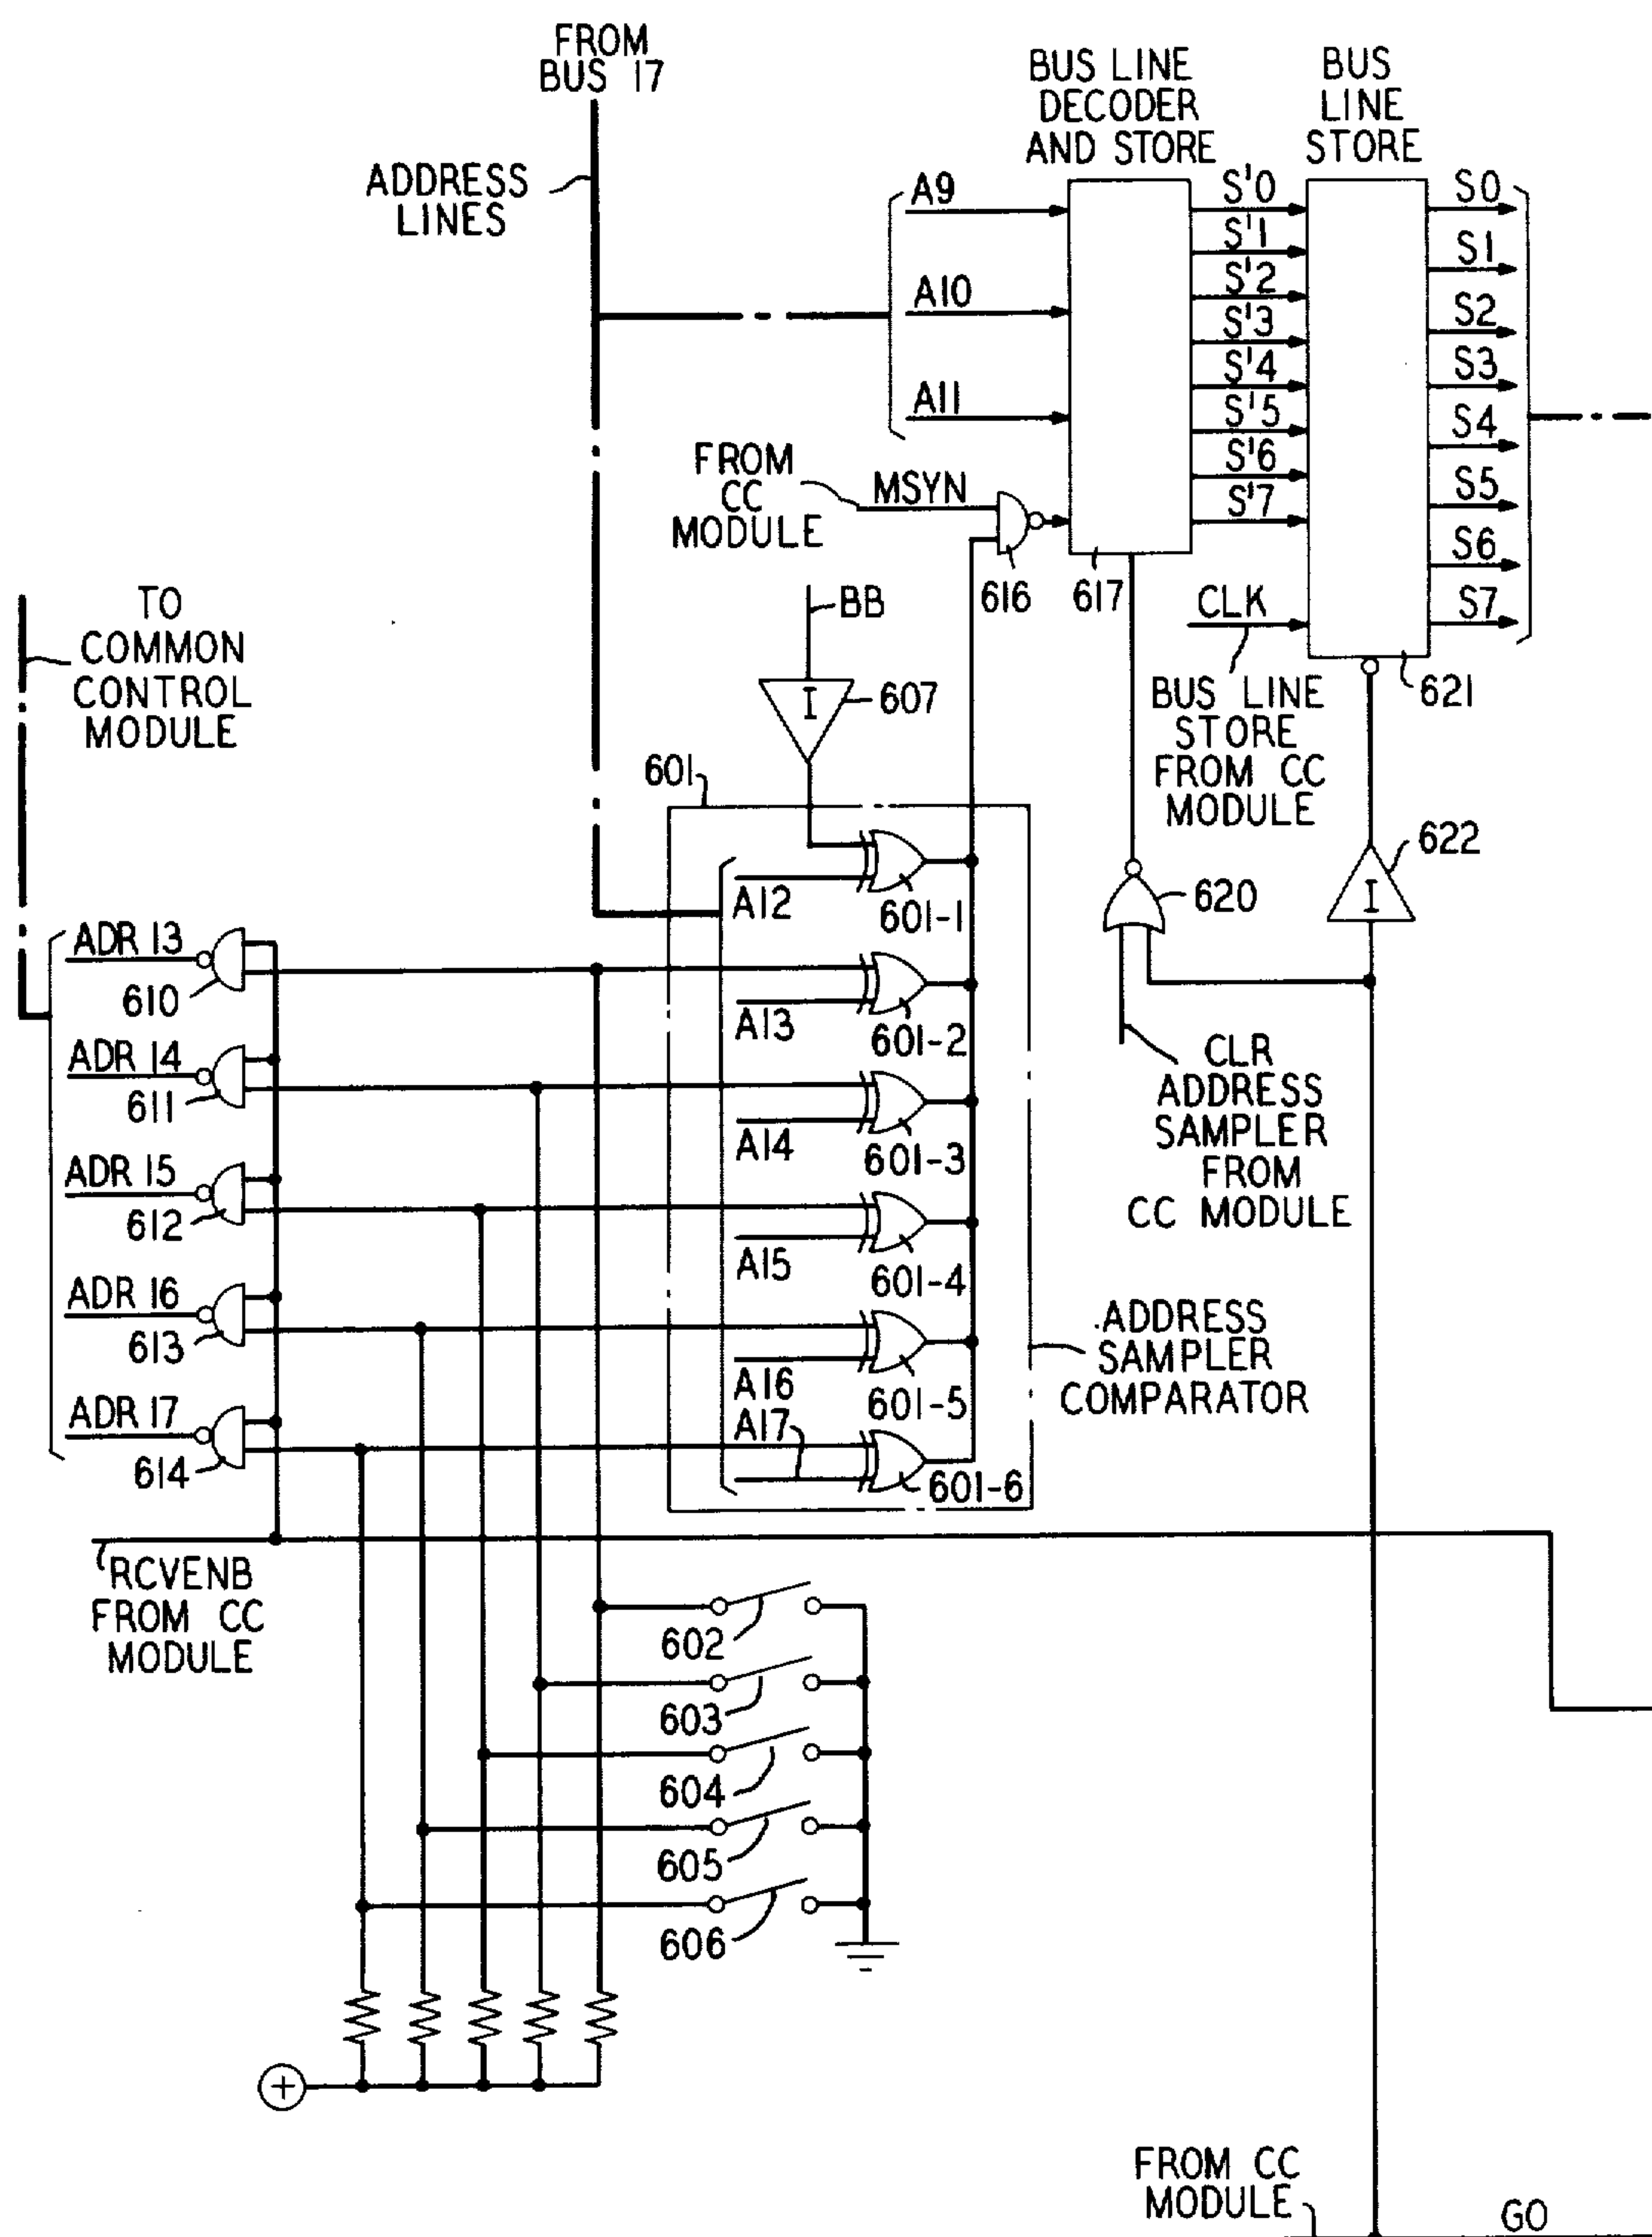 FROM
BUS 17
ADDRESS
LINES
BUS LINE
DECODER
AND STORE
BUS
LINE
STORE
A9
A10
A11
S'0
S'1
S'2
S'3
S'4
S'5
S'6
S'7
S0
S1
S2
S3
S4
S5
S6
S7
FROM
CC
MODULE
MSYN
616
617
CLK
BUS LINE
STORE
FROM CC
MODULE
621
TO
COMMON
CONTROL
MODULE
BB
I
607
601
622
I
620
A12
601-1
A13
601-2
A14
601-3
A15
601-4
A16
601-5
A17
601-6
ADR 13
610
ADR 14
611
ADR 15
612
ADR 16
613
ADR 17
614
CLR
ADDRESS
SAMPLER
FROM
CC MODULE
ADDRESS
SAMPLER
COMPARATOR
RCVENB
FROM CC
MODULE
602
603
604
605
606
+
FROM CC
MODULE
GO